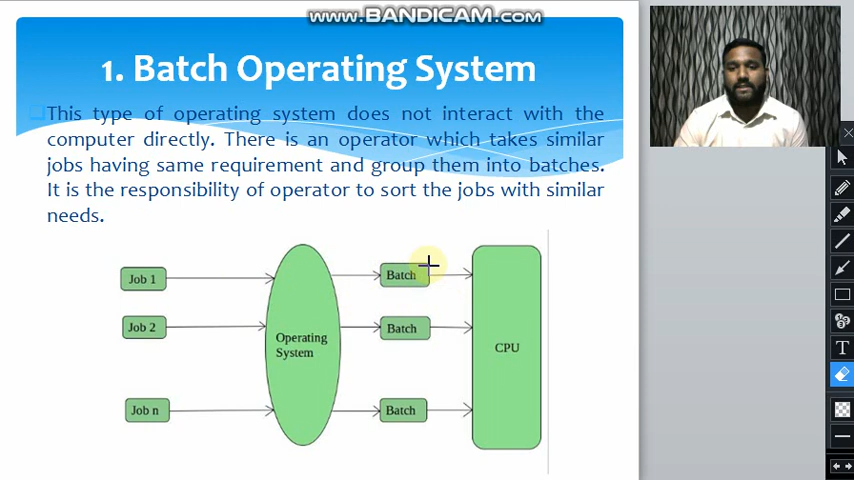 www.BANDICAM.com
1. Batch Operating System
This type of operating system does not interact with the
computer directly. There is an operator which takes similar
jobs having same requirement and group them into batches.
It is the responsibility of operator to sort the jobs with similar
needs.
Job 1
Batch
Job 2
Operating
System
Batch
CPU
Job n
Batch
T